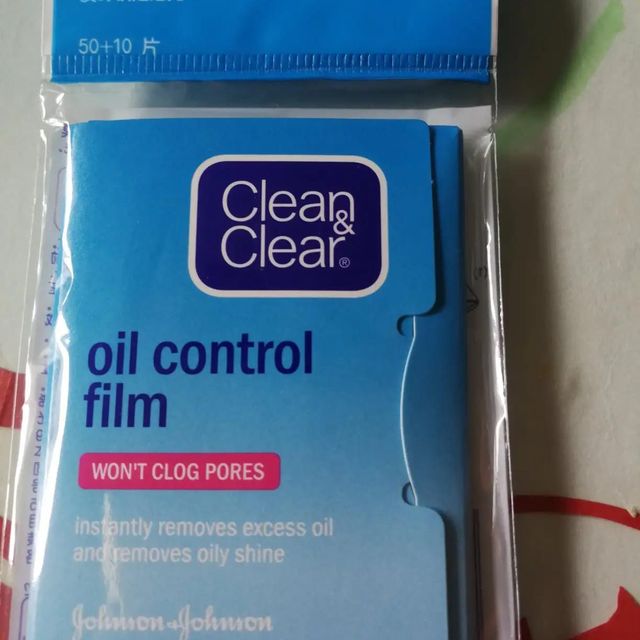 50+10 片
Clean
&
Clear®
oil control
film
WON'T CLOG PORES
instantly removes excess oil
and removes oily shine
Johnson & Johnson